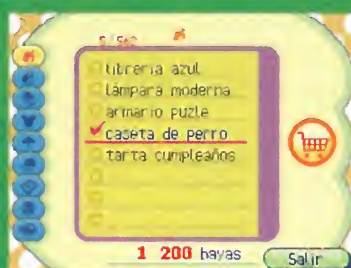 librería azul
lámpara moderna
armario puzle
caseta de perro
tarta cumpleaños
1 200 bayas
Salir